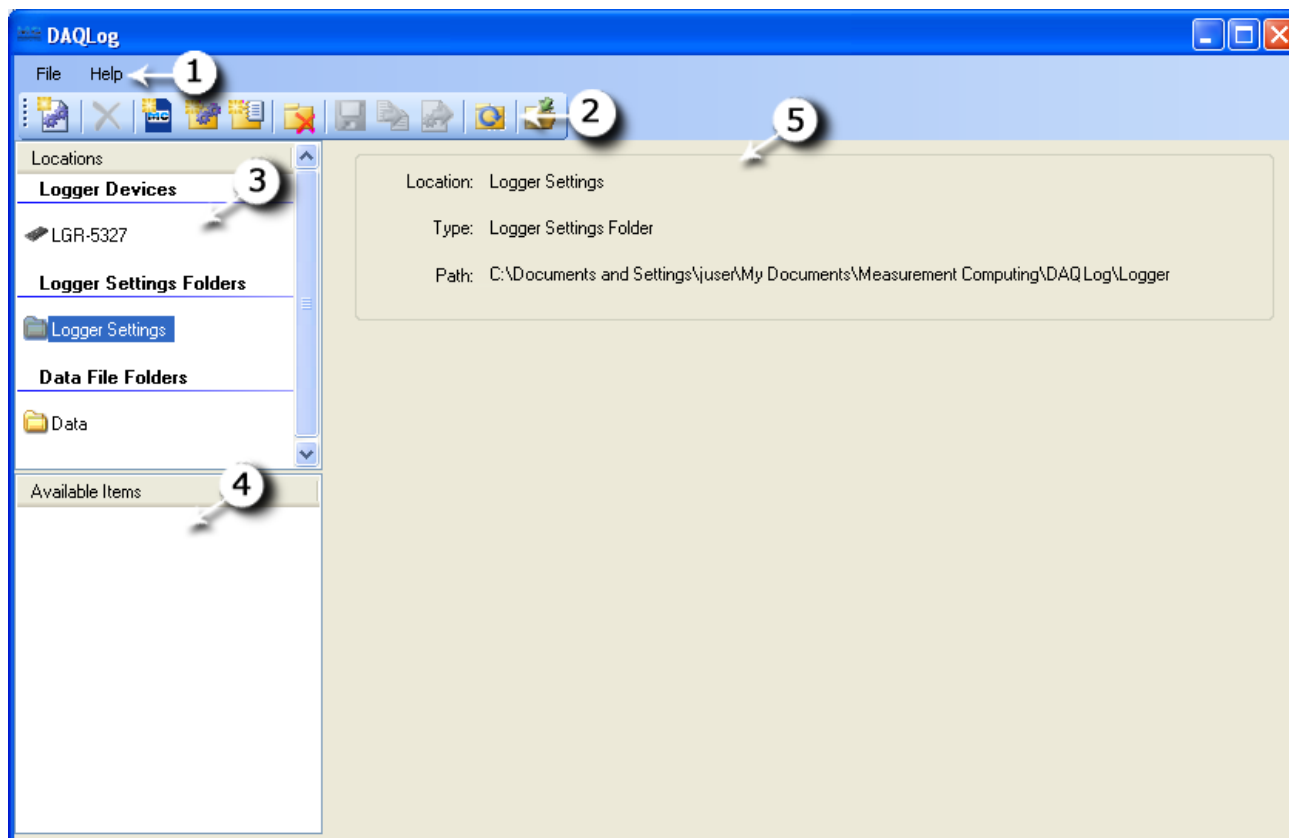 DAQLog
File Help 1
MC 2
Locations
Logger Devices
3
LGR-5327
Logger Settings Folders
Logger Settings
Data File Folders
Data
Available Items
4
5
Location: Logger Settings
Type: Logger Settings Folder
Path: C:\Documents and Settings\juser\My Documents\Measurement Computing\DAQLog\Logger